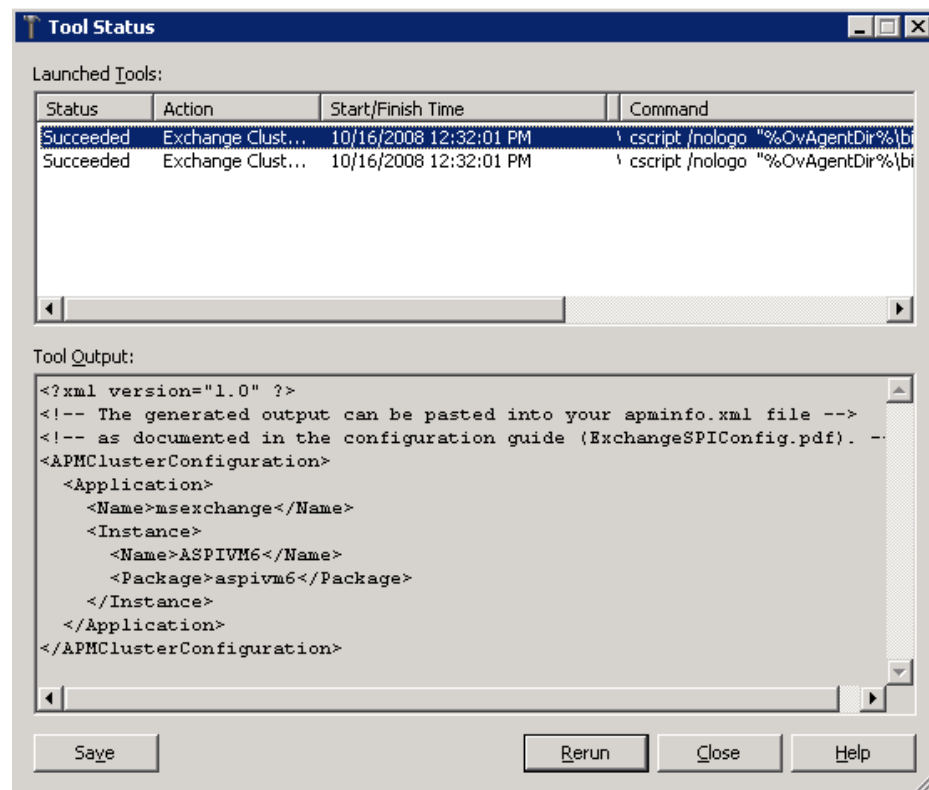 Tool Status
Launched Tools:
Status Action Start/Finish Time Command
Succeeded Exchange Clust... 10/16/2008 12:32:01 PM \ cscript /nologo "%OvAgentDir%\bi
Succeeded Exchange Clust... 10/16/2008 12:32:01 PM \ cscript /nologo "%OvAgentDir%\bi
Tool Output:
<?xml version="1.0" ?>
<!-- The generated output can be pasted into your apminfo.xml file -->
<!-- as documented in the configuration guide (ExchangeSPIConfig.pdf). --
<APMClusterConfiguration>
<Application>
<Name>msexchange</Name>
<Instance>
<Name>ASPIVM6</Name>
<Package>aspivm6</Package>
</Instance>
</Application>
</APMClusterConfiguration>
Save Rerun Close Help